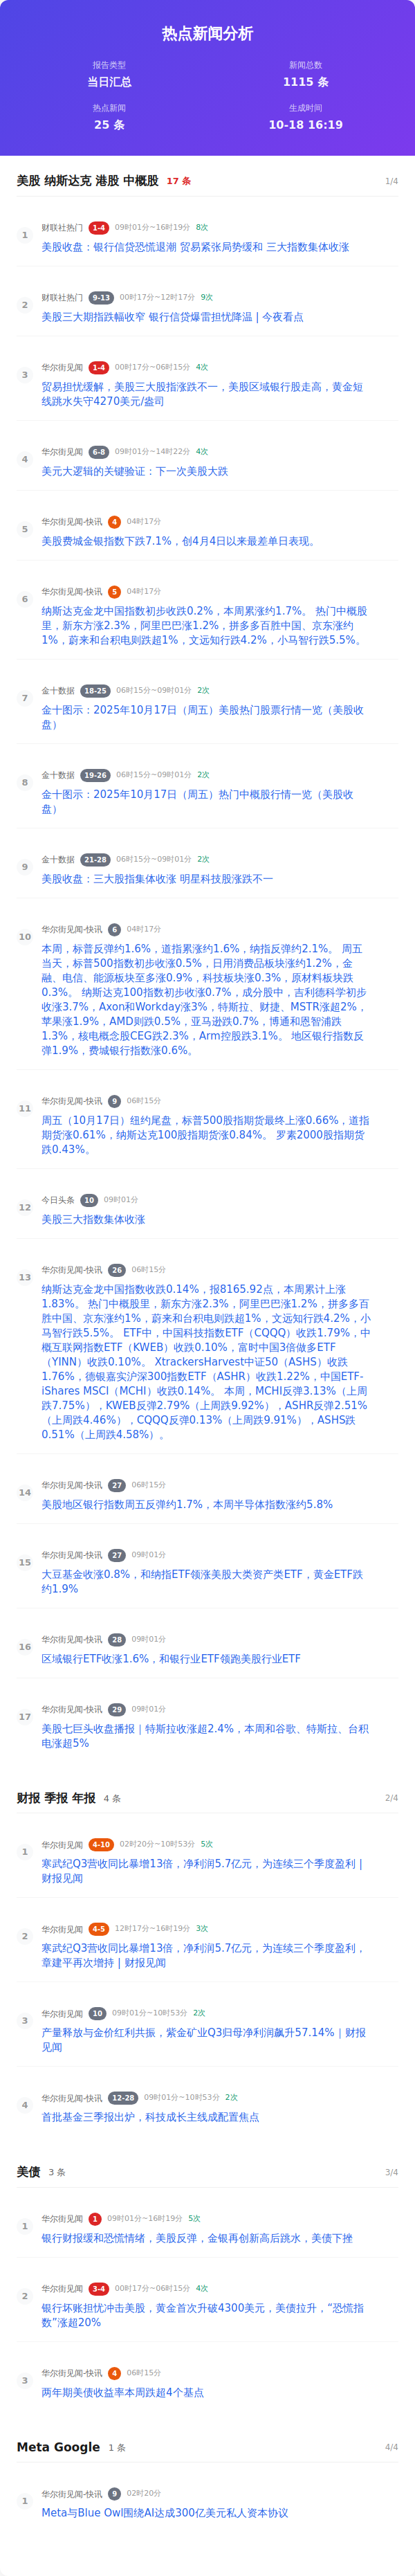 热点新闻分析
报告类型
当日汇总
新闻总数
1115 条
热点新闻
25 条
生成时间
10-18 16:19
美股 纳斯达克 港股 中概股 17 条 1/4
1
财联社热门 1-4 09时01分~16时19分 8次
美股收盘：银行信贷恐慌退潮 贸易紧张局势缓和 三大指数集体收涨
2
财联社热门 9-13 00时17分~12时17分 9次
美股三大期指跌幅收窄 银行信贷爆雷担忧降温 | 今夜看点
3
华尔街见闻 1-4 00时17分~06时15分 4次
贸易担忧缓解，美股三大股指涨跌不一，美股区域银行股走高，黄金短
线跳水失守4270美元/盎司
4
华尔街见闻 6-8 09时01分~14时22分 4次
美元大逻辑的关键验证：下一次美股大跌
5
华尔街见闻-快讯 4 04时17分
美股费城金银指数下跌7.1%，创4月4日以来最差单日表现。
6
华尔街见闻-快讯 5 04时17分
纳斯达克金龙中国指数初步收跌0.2%，本周累涨约1.7%。 热门中概股
里，新东方涨2.3%，阿里巴巴涨1.2%，拼多多百胜中国、京东涨约
1%，蔚来和台积电则跌超1%，文远知行跌4.2%，小马智行跌5.5%。
7
金十数据 18-25 06时15分~09时01分 2次
金十图示：2025年10月17日（周五）美股热门股票行情一览（美股收
盘）
8
金十数据 19-26 06时15分~09时01分 2次
金十图示：2025年10月17日（周五）热门中概股行情一览（美股收
盘）
9
金十数据 21-28 06时15分~09时01分 2次
美股收盘：三大股指集体收涨 明星科技股涨跌不一
10
华尔街见闻-快讯 6 04时17分
本周，标普反弹约1.6%，道指累涨约1.6%，纳指反弹约2.1%。 周五
当天，标普500指数初步收涨0.5%，日用消费品板块涨约1.2%，金
融、电信、能源板块至多涨0.9%，科技板块涨0.3%，原材料板块跌
0.3%。 纳斯达克100指数初步收涨0.7%，成分股中，吉利德科学初步
收涨3.7%，Axon和Workday涨3%，特斯拉、财捷、MSTR涨超2%，
苹果涨1.9%，AMD则跌0.5%，亚马逊跌0.7%，博通和恩智浦跌
1.3%，核电概念股CEG跌2.3%，Arm控股跌3.1%。 地区银行指数反
弹1.9%，费城银行指数涨0.6%。
11
华尔街见闻-快讯 9 06时15分
周五（10月17日）纽约尾盘，标普500股指期货最终上涨0.66%，道指
期货涨0.61%，纳斯达克100股指期货涨0.84%。 罗素2000股指期货
跌0.43%。
12
今日头条 10 09时01分
美股三大指数集体收涨
13
华尔街见闻-快讯 26 06时15分
纳斯达克金龙中国指数收跌0.14%，报8165.92点，本周累计上涨
1.83%。 热门中概股里，新东方涨2.3%，阿里巴巴涨1.2%，拼多多百
胜中国、京东涨约1%，蔚来和台积电则跌超1%，文远知行跌4.2%，小
马智行跌5.5%。 ETF中，中国科技指数ETF（CQQQ）收跌1.79%，中
概互联网指数ETF（KWEB）收跌0.10%，富时中国3倍做多ETF
（YINN）收跌0.10%。 XtrackersHarvest中证50（ASHS）收跌
1.76%，德银嘉实沪深300指数ETF（ASHR）收跌1.22%，中国ETF-
iShares MSCI（MCHI）收跌0.14%。 本周，MCHI反弹3.13%（上周
跌7.75%），KWEB反弹2.79%（上周跌9.92%），ASHR反弹2.51%
（上周跌4.46%），CQQQ反弹0.13%（上周跌9.91%），ASHS跌
0.51%（上周跌4.58%）。
14
华尔街见闻-快讯 27 06时15分
美股地区银行指数周五反弹约1.7%，本周半导体指数涨约5.8%
15
华尔街见闻-快讯 27 09时01分
大豆基金收涨0.8%，和纳指ETF领涨美股大类资产类ETF，黄金ETF跌
约1.9%
16
华尔街见闻-快讯 28 09时01分
区域银行ETF收涨1.6%，和银行业ETF领跑美股行业ETF
17
华尔街见闻-快讯 29 09时01分
美股七巨头收盘播报｜特斯拉收涨超2.4%，本周和谷歌、特斯拉、台积
电涨超5%
财报 季报 年报 4 条 2/4
1
华尔街见闻 4-10 02时20分~10时53分 5次
寒武纪Q3营收同比暴增13倍，净利润5.7亿元，为连续三个季度盈利 |
财报见闻
2
华尔街见闻 4-5 12时17分~16时19分 3次
寒武纪Q3营收同比暴增13倍，净利润5.7亿元，为连续三个季度盈利，
章建平再次增持 | 财报见闻
3
华尔街见闻 10 09时01分~10时53分 2次
产量释放与金价红利共振，紫金矿业Q3归母净利润飙升57.14%｜财报
见闻
4
华尔街见闻-快讯 12-28 09时01分~10时53分 2次
首批基金三季报出炉，科技成长主线成配置焦点
美债 3 条 3/4
1
华尔街见闻 1 09时01分~16时19分 5次
银行财报缓和恐慌情绪，美股反弹，金银再创新高后跳水，美债下挫
2
华尔街见闻 3-4 00时17分~06时15分 4次
银行坏账担忧冲击美股，黄金首次升破4300美元，美债拉升，“恐慌指
数”涨超20%
3
华尔街见闻-快讯 4 06时15分
两年期美债收益率本周跌超4个基点
Meta Google 1 条 4/4
1
华尔街见闻-快讯 9 02时20分
Meta与Blue Owl围绕AI达成300亿美元私人资本协议